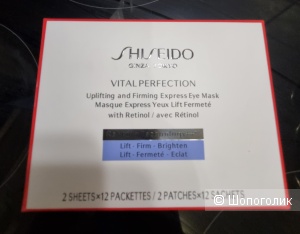 SHISEIDO
GINZA TOKYO
VITAL PERFECTION
Uplifting and Firming Express Eye Mask
Masque Express Yeux Lift Fermeté
with Retinol / avec Rétinol
Lift · Firm · Brighten
Lift · Fermeté · Éclat
2 SHEETS×12 PACKETTES / 2 PATCHES×12 SACHETS
© Шопоголик